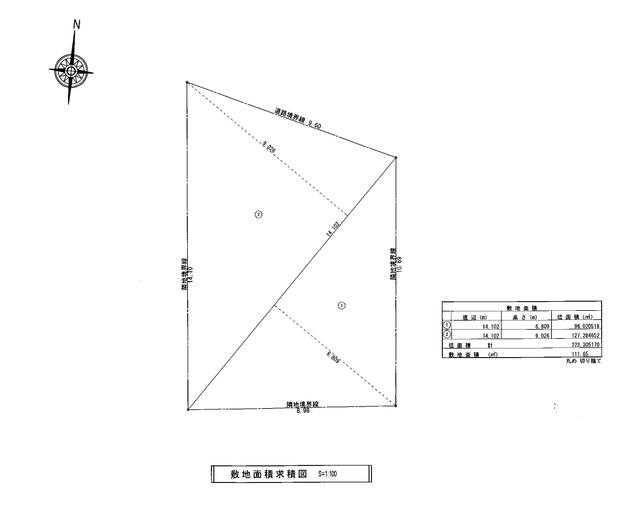 N
道路境界線 9.60
9.026
②
14.102
隣地境界線
14.10
隣地境界線
10.69
①
6.809
隣地境界線
8.98
敷地面積
底辺(m) 高さ(m) 倍面積(㎡)
① 14.102 6.809 96.020518
② 14.102 9.026 127.284652
倍面積 計 223.305170
敷地面積 (㎡) 111.65
丸め 切り捨て
敷地面積求積図 S=1:100